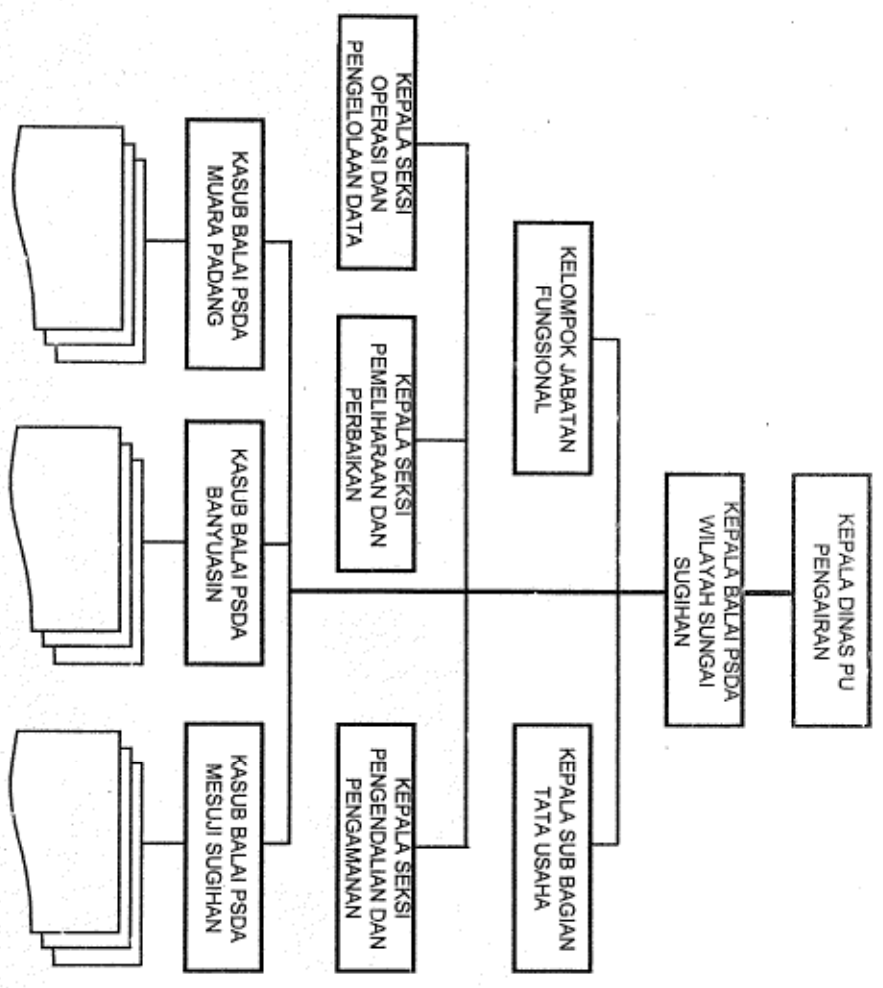 KEPALA DINAS PU
PENGAIRAN
KEPALA BALAI PSDA
WILAYAH SUNGAI
SUGIHAN
KELOMPOK JABATAN
FUNGSIONAL
KEPALA SUB BAGIAN
TATA USAHA
KEPALA SEKSI
OPERASI DAN
PENGELOLAAN DATA
KEPALA SEKSI
PEMELIHARAAN DAN
PERBAIKAN
KEPALA SEKSI
PENGENDALIAN DAN
PENGAMANAN
KASUB BALAI PSDA
MUARA PADANG
KASUB BALAI PSDA
BANYUASIN
KASUB BALAI PSDA
MESUJI SUGIHAN